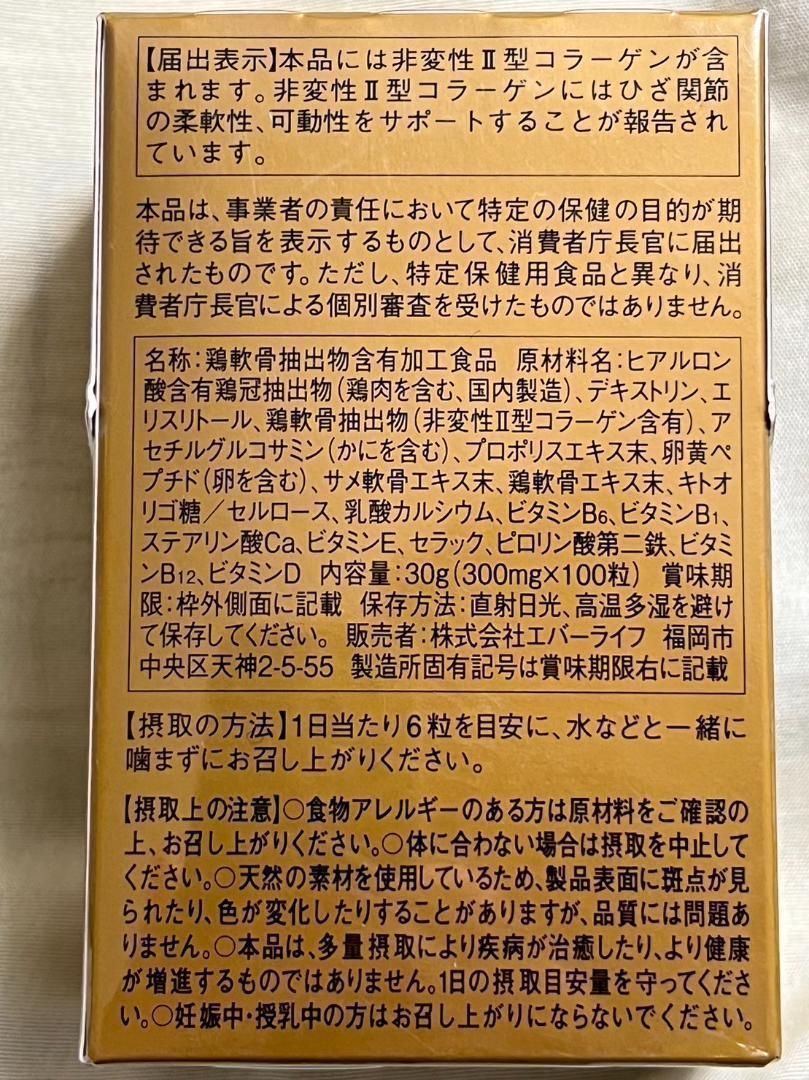 【届出表示】本品には非変性Ⅱ型コラーゲンが含
まれます。非変性Ⅱ型コラーゲンにはひざ関節
の柔軟性、可動性をサポートすることが報告され
ています。
本品は、事業者の責任において特定の保健の目的が期
待できる旨を表示するものとして、消費者庁長官に届出
されたものです。ただし、特定保健用食品と異なり、消
費者庁長官による個別審査を受けたものではありません。
名称:鶏軟骨抽出物含有加工食品 原材料名:ヒアルロン
酸含有鶏冠抽出物(鶏肉を含む、国内製造)、デキストリン、エ
リスリトール、鶏軟骨抽出物(非変性Ⅱ型コラーゲン含有)、ア
セチルグルコサミン(かにを含む)、プロポリスエキス末、卵黄ペ
プチド(卵を含む)、サメ軟骨エキス末、鶏軟骨エキス末、キトオ
リゴ糖/セルロース、乳酸カルシウム、ビタミンB6、ビタミンB1、
ステアリン酸Ca、ビタミンE、セラック、ピロリン酸第二鉄、ビタミ
ンB12、ビタミンD 内容量:30g(300mg×100粒) 賞味期
限:枠外側面に記載 保存方法:直射日光、高温多湿を避け
て保存してください。 販売者:株式会社エバーライフ 福岡市
中央区天神2-5-55 製造所固有記号は賞味期限右に記載
【摂取の方法】1日当たり6粒を目安に、水などと一緒に
噛まずにお召し上がりください。
【摂取上の注意】○食物アレルギーのある方は原材料をご確認の
上、お召し上がりください。○体に合わない場合は摂取を中止して
ください。○天然の素材を使用しているため、製品表面に斑点が見
られたり、色が変化したりすることがありますが、品質には問題あ
りません。○本品は、多量摂取により疾病が治癒したり、より健康
が増進するものではありません。1日の摂取目安量を守ってくださ
い。○妊娠中・授乳中の方はお召し上がりにならないでください。